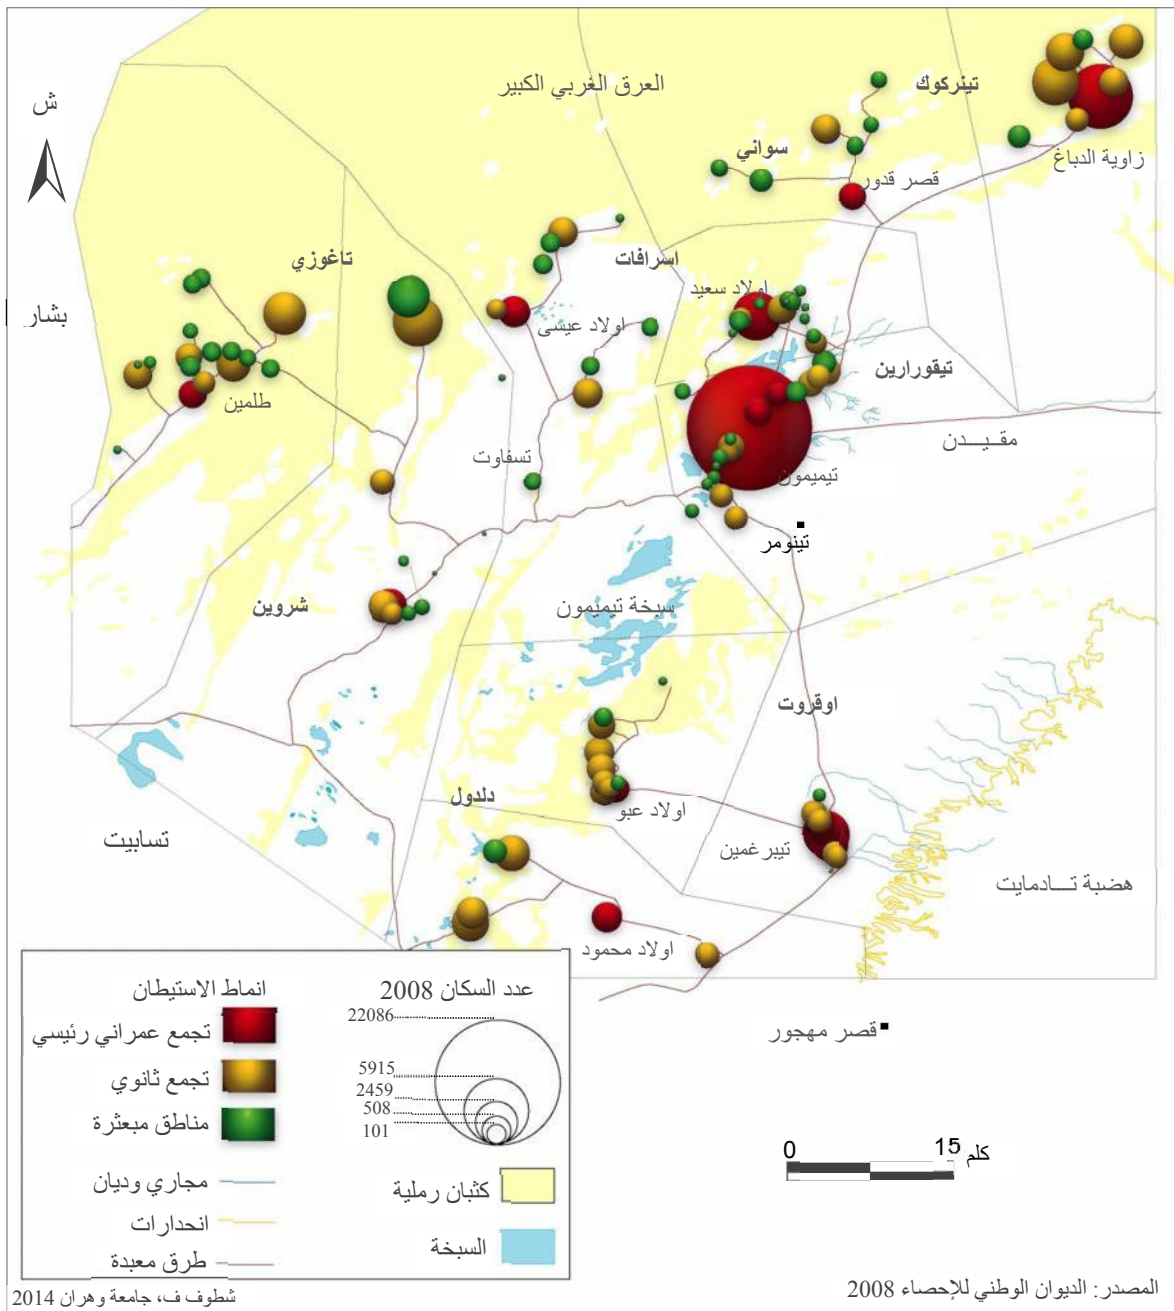 العرق الغربي الكبير
تينركوك
ش
سواني
زاوية الدباغ
قصر قدور
اسرافات
تاغوزي
اولاد سعيد
بشار
اولاد عيسى
تيقورارين
طلمين
مقيــدن
تسفاوت
تيميمون
تينومر
سبخة تيميمون
شروين
اوقروت
دلدول
اولاد عبو
تسابيت
تيبرغمين
هضبة تــادمايت
اولاد محمود
انماط الاستيطان
تجمع عمراني رئيسي
تجمع ثانوي
مناطق مبعثرة
مجاري وديان
انحدارات
طرق معبدة
عدد السكان 2008
22086
5915
2459
508
101
كثبان رملية
السبخة
قصر مهجور
0 15 كلم
المصدر: الديوان الوطني للإحصاء 2008
شطوف ف، جامعة وهران 2014